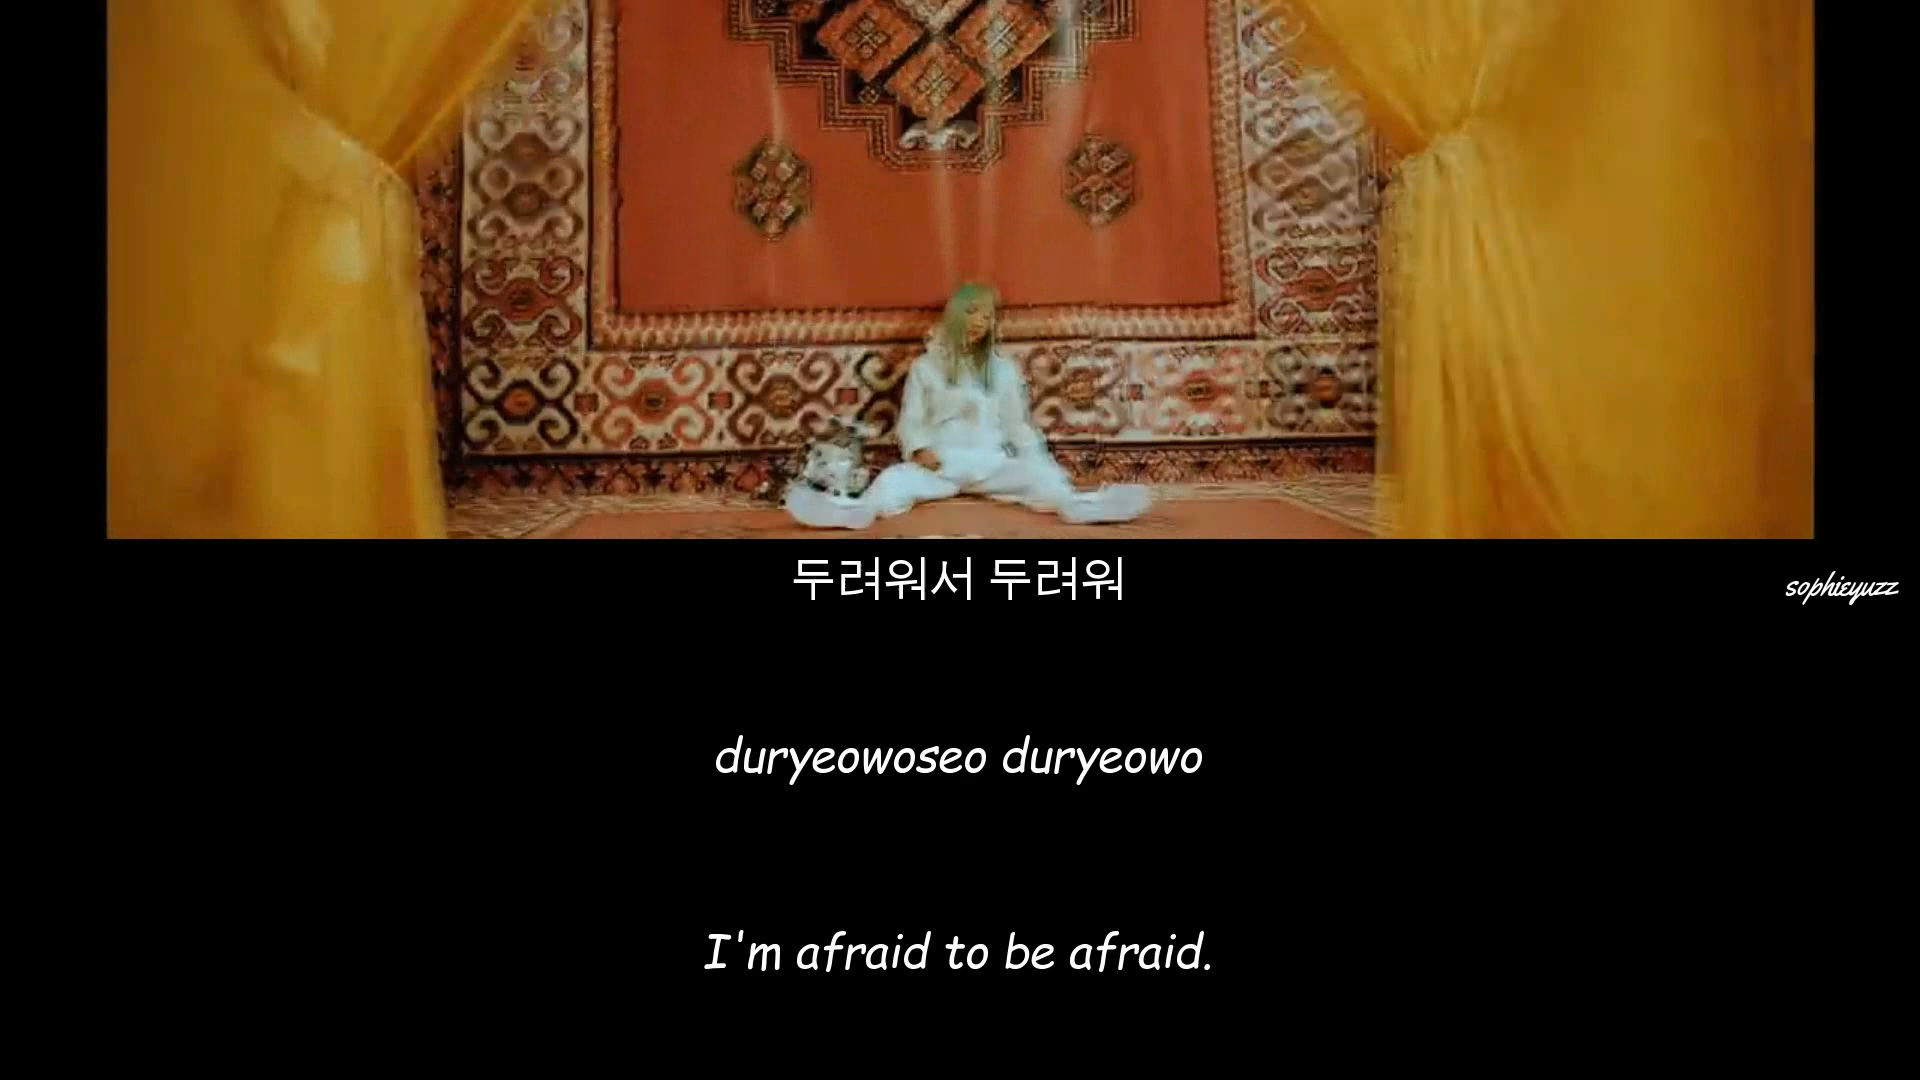 두려워서 두려워
sophieyuzz
duryeowoseo duryeowo
I'm afraid to be afraid.